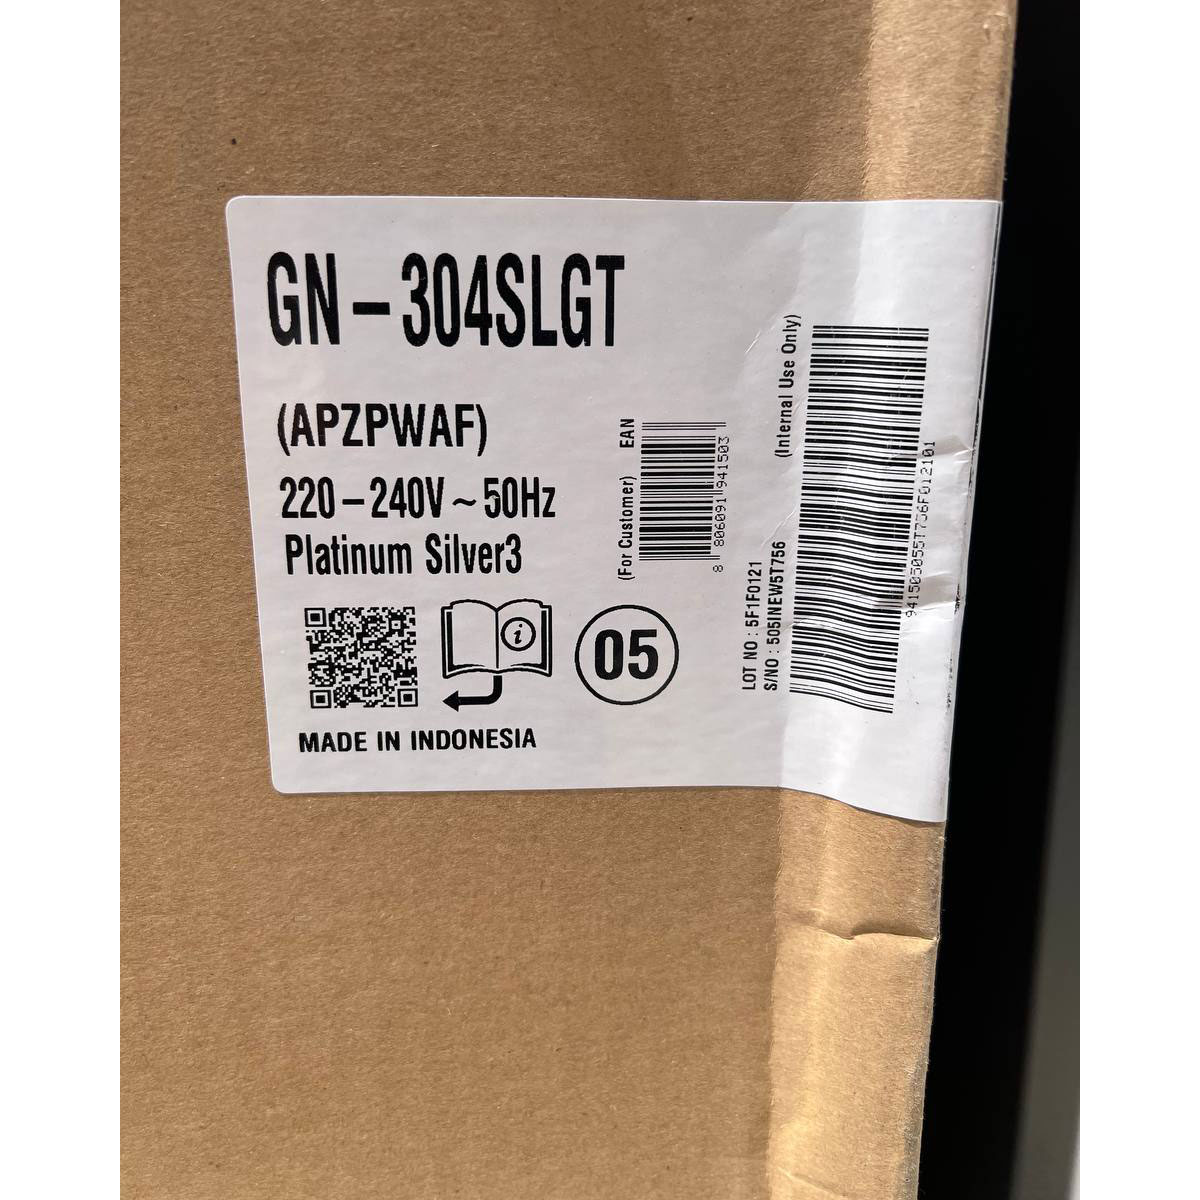 GN-304SLGT
(APZPWAF)
220-240V~50Hz
Platinum Silver3
05
MADE IN INDONESIA
(For Customer) EAN
8 806091 941503
LOT NO : 5F1F0121
S/NO : 505INEW5T756
(Internal Use Only)
941505055T756F012101